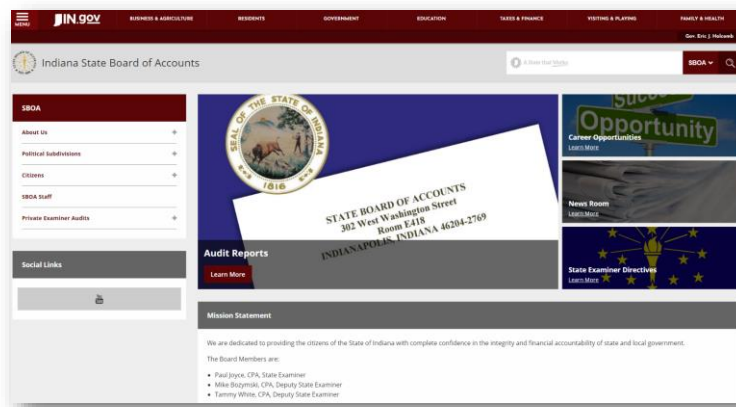 MENU
IN.gov
BUSINESS & AGRICULTURE
RESIDENTS
GOVERNMENT
EDUCATION
TAXES & FINANCE
VISITING & PLAYING
FAMILY & HEALTH
Gov. Eric J. Holcomb
Indiana State Board of Accounts
A State that Works
SBOA
SBOA
About Us +
Political Subdivisions +
Citizens +
SBOA Staff
Private Examiner Audits +
Social Links
SEAL OF THE STATE OF INDIANA
1816
STATE BOARD OF ACCOUNTS
302 West Washington Street
Room E418
INDIANAPOLIS, INDIANA 46204-2769
Audit Reports
Learn More
Opportunity
Career Opportunities
Learn More
News Room
Learn More
State Examiner Directives
Learn More
Mission Statement
We are dedicated to providing the citizens of the State of Indiana with complete confidence in the integrity and financial accountability of state and local government.
The Board Members are:
• Paul Joyce, CPA, State Examiner
• Mike Bozymski, CPA, Deputy State Examiner
• Tammy White, CPA, Deputy State Examiner